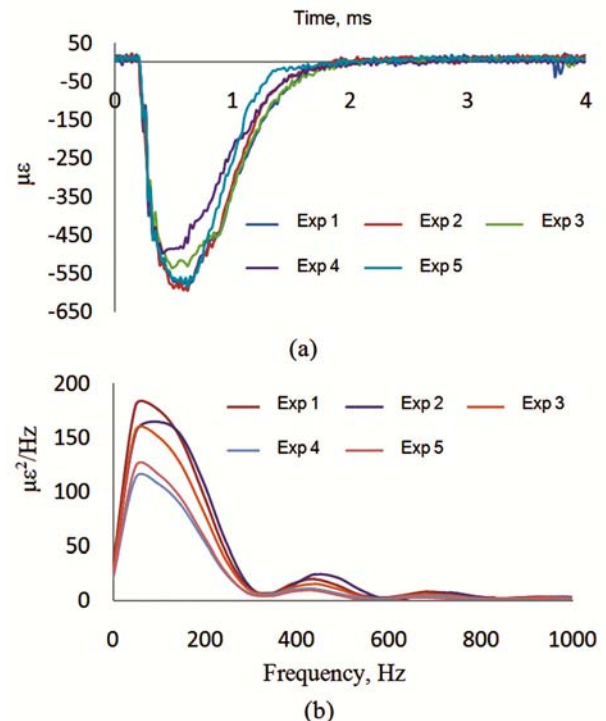 Time, ms
50
-50
-150
-250
-350
-450
-550
-650
με
0 1 2 3 4
Exp 1 Exp 2 Exp 3
Exp 4 Exp 5
(a)
200
150
100
50
0
με²/Hz
Exp 1 Exp 2 Exp 3
Exp 4 Exp 5
0 200 400 600 800 1000
Frequency, Hz
(b)